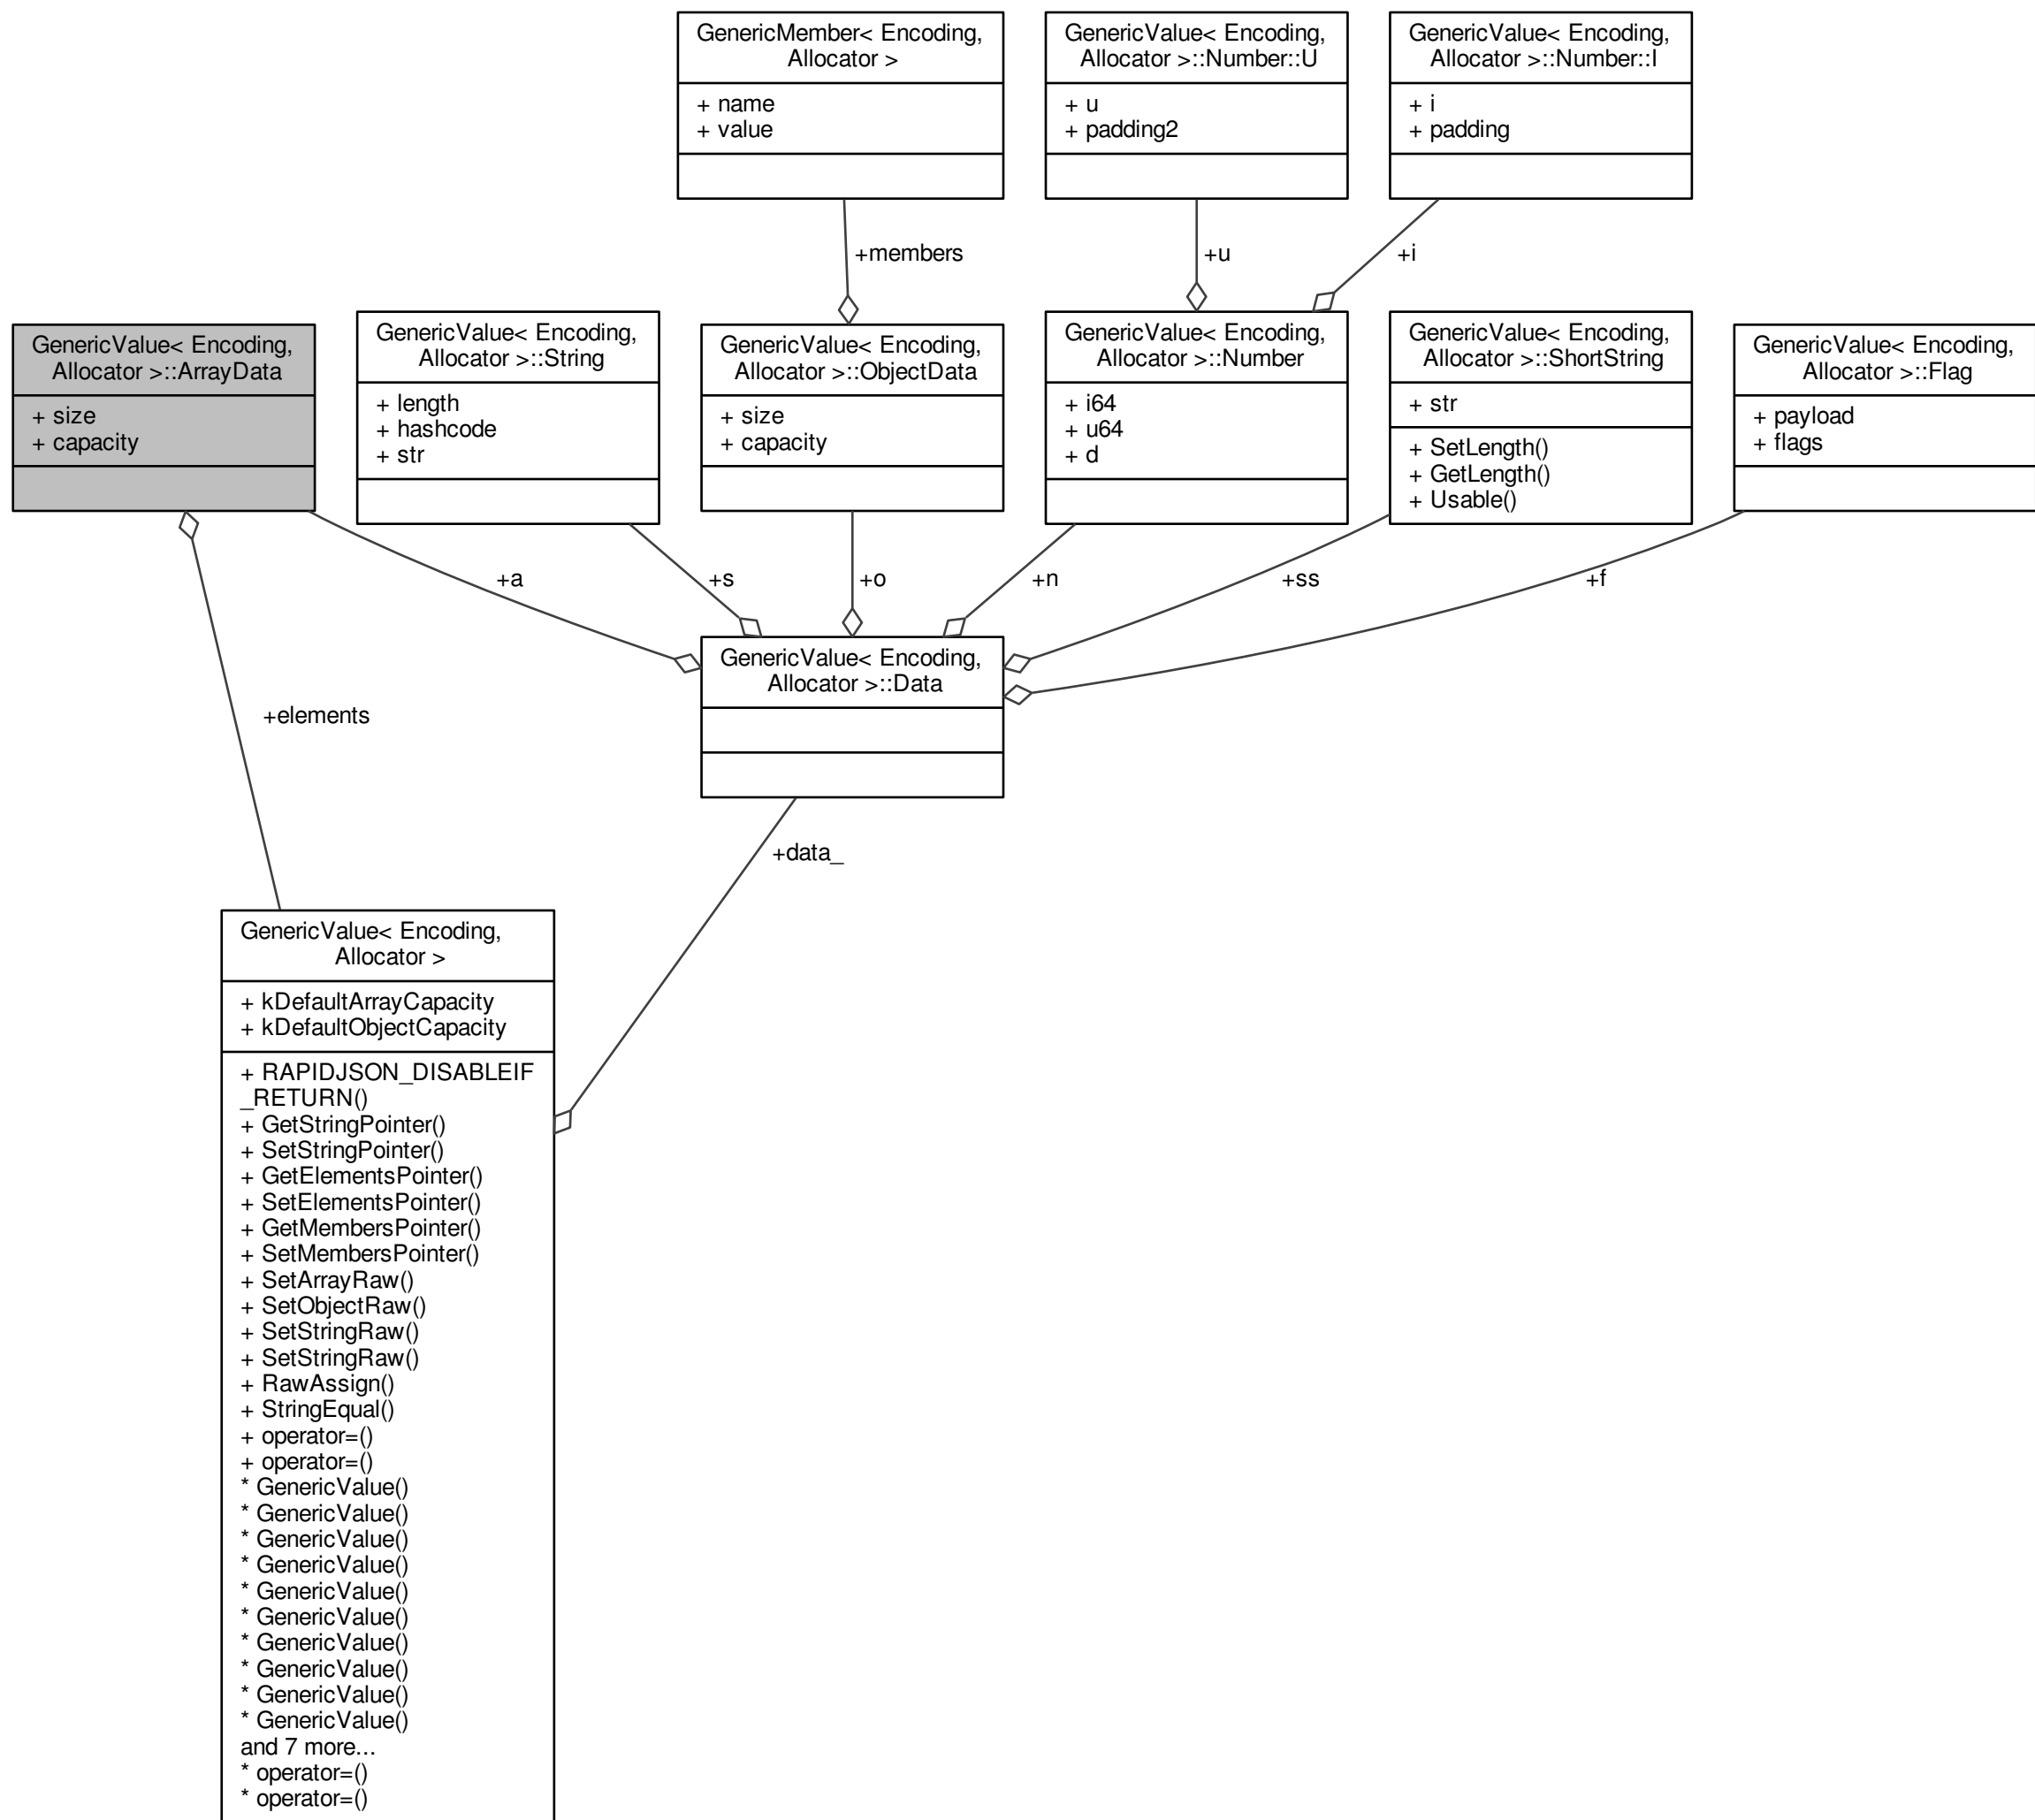 GenericMember< Encoding,
Allocator >
+ name
+ value
GenericValue< Encoding,
Allocator >::Number::U
+ u
+ padding2
GenericValue< Encoding,
Allocator >::Number::I
+ i
+ padding
+members
+u
+i
GenericValue< Encoding,
Allocator >::ArrayData
+ size
+ capacity
GenericValue< Encoding,
Allocator >::String
+ length
+ hashcode
+ str
GenericValue< Encoding,
Allocator >::ObjectData
+ size
+ capacity
GenericValue< Encoding,
Allocator >::Number
+ i64
+ u64
+ d
GenericValue< Encoding,
Allocator >::ShortString
+ str
+ SetLength()
+ GetLength()
+ Usable()
GenericValue< Encoding,
Allocator >::Flag
+ payload
+ flags
+a
+s
+o
+n
+ss
+f
GenericValue< Encoding,
Allocator >::Data
+elements
+data_
GenericValue< Encoding,
Allocator >
+ kDefaultArrayCapacity
+ kDefaultObjectCapacity
+ RAPIDJSON_DISABLEIF
_RETURN()
+ GetStringPointer()
+ SetStringPointer()
+ GetElementsPointer()
+ SetElementsPointer()
+ GetMembersPointer()
+ SetMembersPointer()
+ SetArrayRaw()
+ SetObjectRaw()
+ SetStringRaw()
+ SetStringRaw()
+ RawAssign()
+ StringEqual()
+ operator=()
+ operator=()
* GenericValue()
* GenericValue()
* GenericValue()
* GenericValue()
* GenericValue()
* GenericValue()
* GenericValue()
* GenericValue()
* GenericValue()
* GenericValue()
and 7 more...
* operator=()
* operator=()